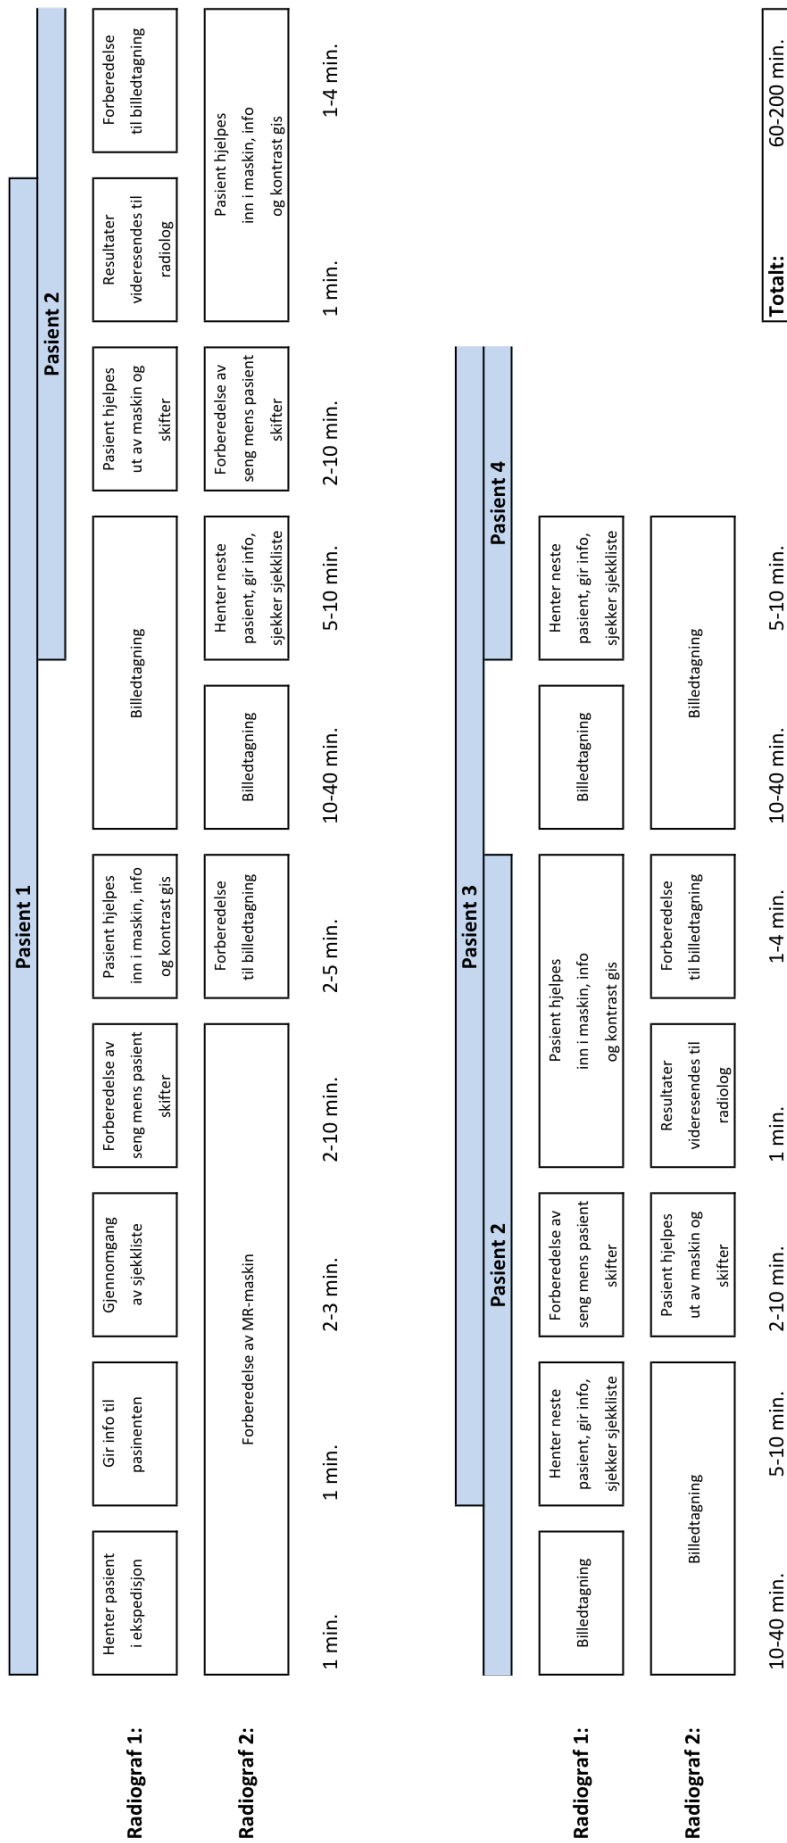 Pasient 1
Pasient 2
Radiograf 1:
Henter pasient
i ekspedisjon
Gir info til
pasinenten
Gjennomgang
av sjekkliste
Forberedelse av
seng mens pasient
skifter
Pasient hjelpes
inn i maskin, info
og kontrast gis
Billedtagning
Pasient hjelpes
ut av maskin og
skifter
Resultater
videresendes til
radiolog
Forberedelse
til billedtagning
Radiograf 2:
Forberedelse av MR-maskin
Forberedelse
til billedtagning
Billedtagning
Henter neste
pasient, gir info,
sjekker sjekkliste
Forberedelse av
seng mens pasient
skifter
Pasient hjelpes
inn i maskin, info
og kontrast gis
1 min.
1 min.
2-3 min.
2-10 min.
2-5 min.
10-40 min.
5-10 min.
2-10 min.
1 min.
1-4 min.
Pasient 3
Pasient 2
Pasient 4
Radiograf 1:
Billedtagning
Henter neste
pasient, gir info,
sjekker sjekkliste
Forberedelse av
seng mens pasient
skifter
Pasient hjelpes
inn i maskin, info
og kontrast gis
Billedtagning
Henter neste
pasient, gir info,
sjekker sjekkliste
Radiograf 2:
Billedtagning
Pasient hjelpes
ut av maskin og
skifter
Resultater
videresendes til
radiolog
Forberedelse
til billedtagning
Billedtagning
10-40 min.
5-10 min.
2-10 min.
1 min.
1-4 min.
10-40 min.
5-10 min.
Totalt: 60-200 min.